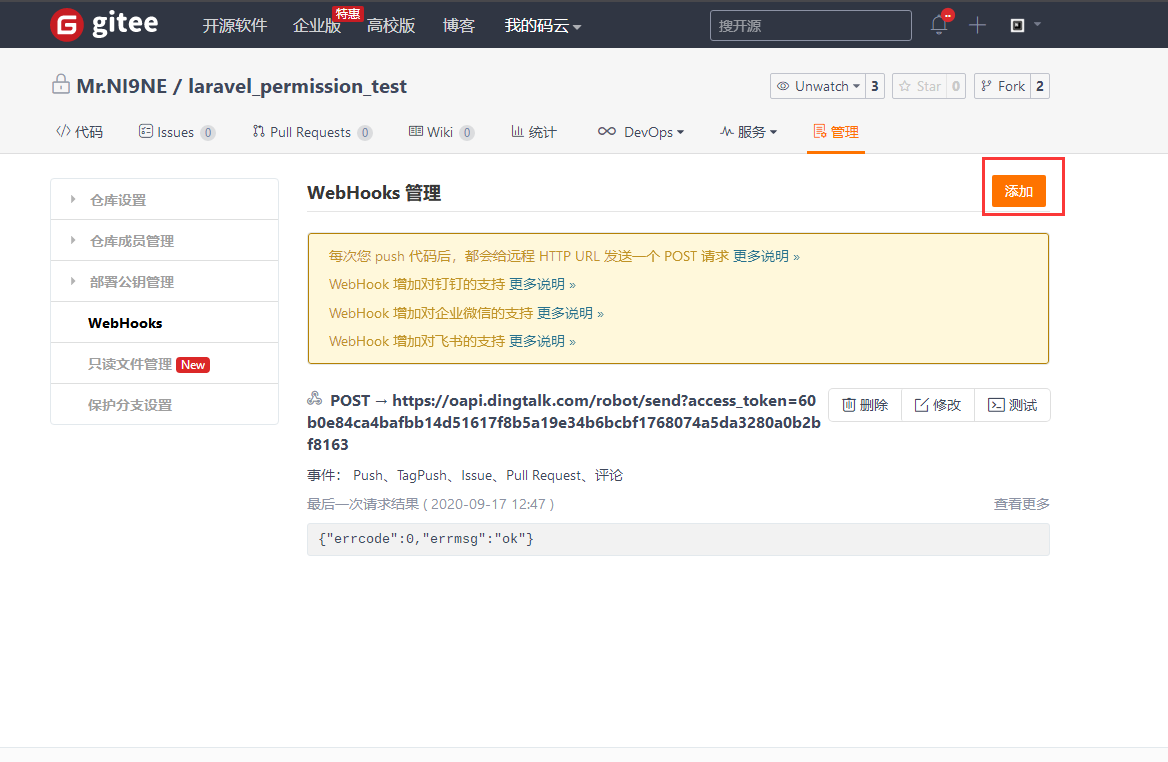 gitee 开源软件 企业版 特惠 高校版 博客 我的码云 搜开源
Mr.NI9NE / laravel_permission_test Unwatch 3 Star 0 Fork 2
代码 Issues 0 Pull Requests 0 Wiki 0 统计 DevOps 服务 管理
仓库设置
仓库成员管理
部署公钥管理
WebHooks
只读文件管理 New
保护分支设置
WebHooks 管理 添加
每次您 push 代码后，都会给远程 HTTP URL 发送一个 POST 请求 更多说明 »
WebHook 增加对钉钉的支持 更多说明 »
WebHook 增加对企业微信的支持 更多说明 »
WebHook 增加对飞书的支持 更多说明 »
POST → https://oapi.dingtalk.com/robot/send?access_token=60
b0e84ca4bafbb14d51617f8b5a19e34b6bcbf1768074a5da3280a0b2b
f8163
删除 修改 测试
事件： Push、TagPush、Issue、Pull Request、评论
最后一次请求结果 ( 2020-09-17 12:47 ) 查看更多
{"errcode":0,"errmsg":"ok"}